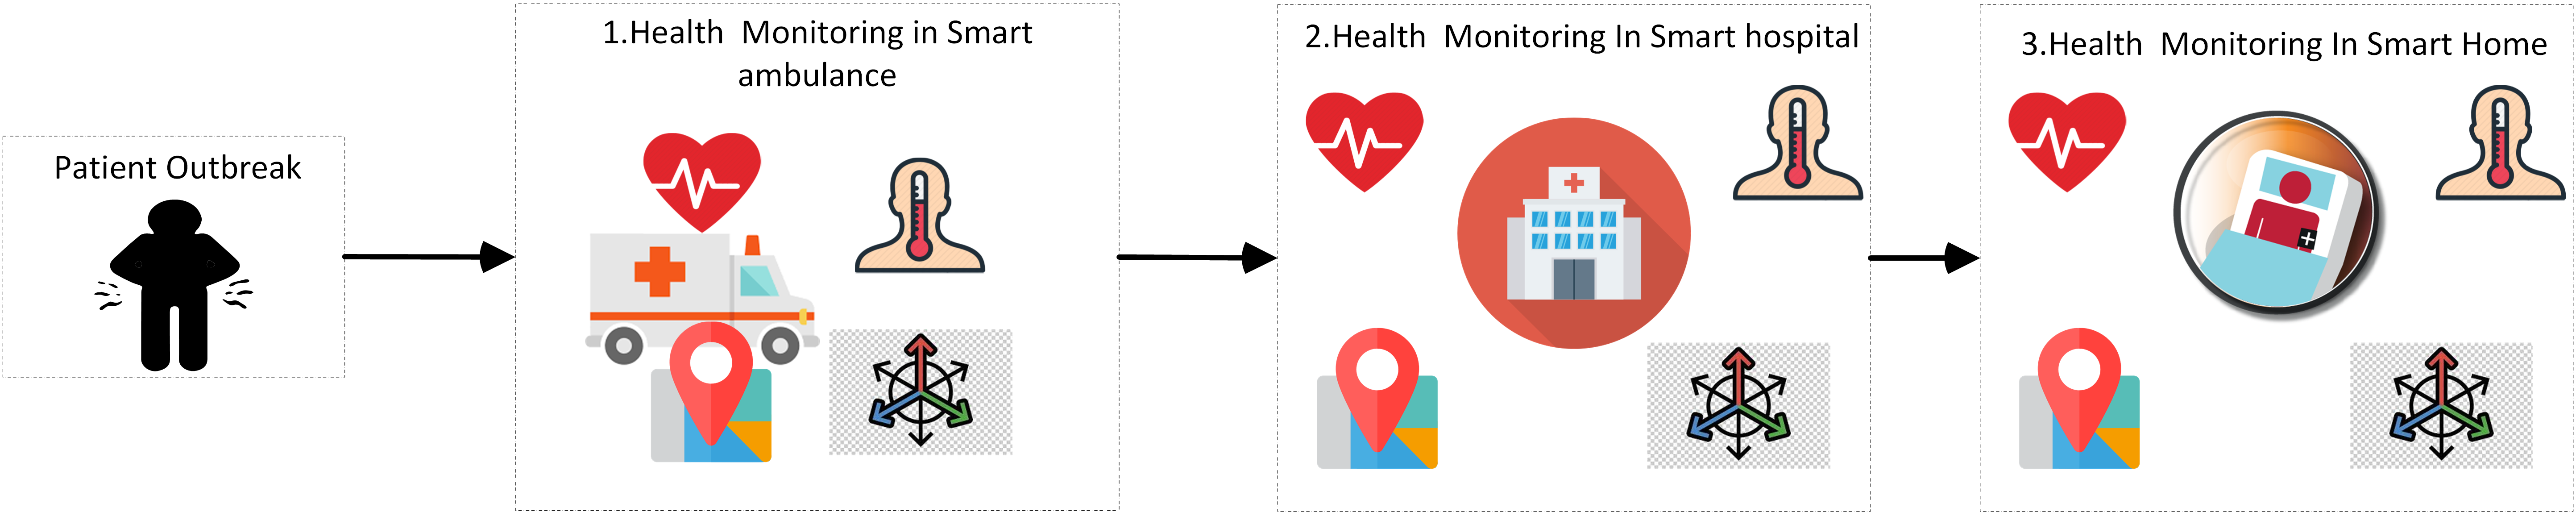 Patient Outbreak
1.Health Monitoring in Smart
ambulance
2.Health Monitoring In Smart hospital
3.Health Monitoring In Smart Home